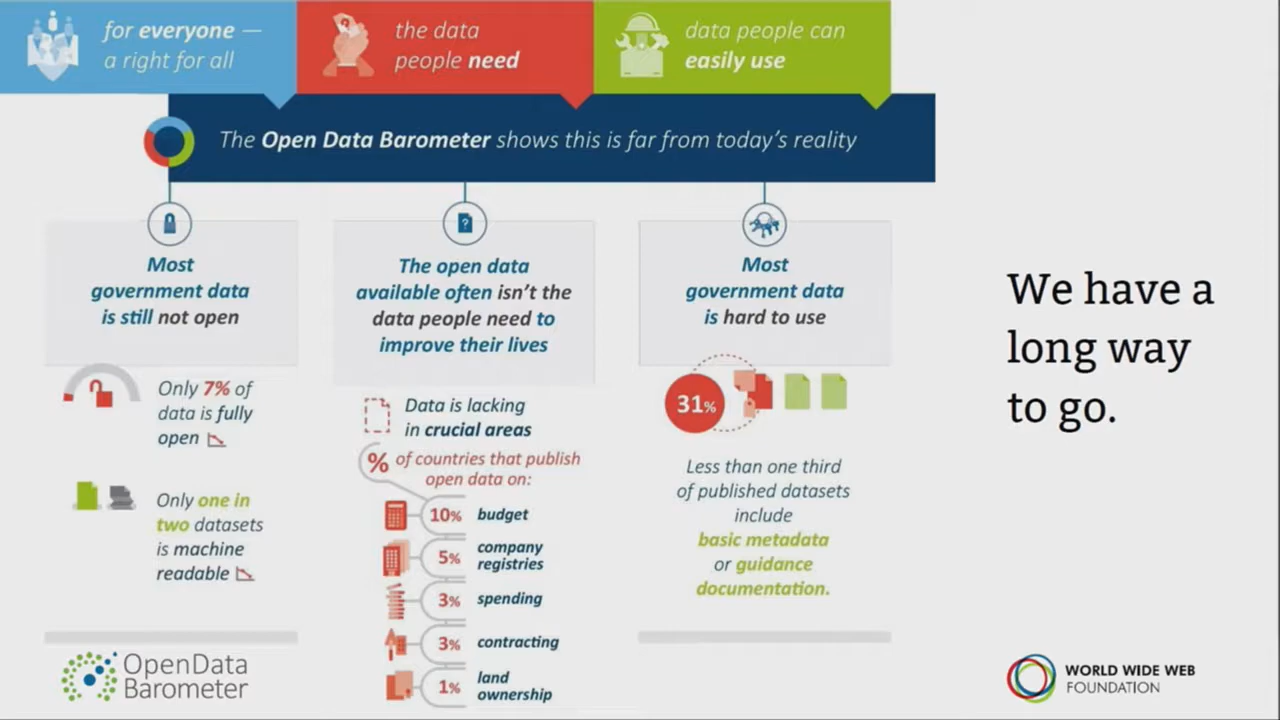 for everyone —
a right for all
the data
people need
data people can
easily use
The Open Data Barometer shows this is far from today's reality
Most
government data
is still not open
Only 7% of
data is fully
open
Only one in
two datasets
is machine
readable
?
The open data
available often isn't the
data people need to
improve their lives
Data is lacking
in crucial areas
% of countries that publish
open data on:
10% budget
5% company
registries
3% spending
3% contracting
1% land
ownership
Most
government data
is hard to use
31%
Less than one third
of published datasets
include
basic metadata
or guidance
documentation.
We have a
long way
to go.
OpenData
Barometer
WORLD WIDE WEB
FOUNDATION